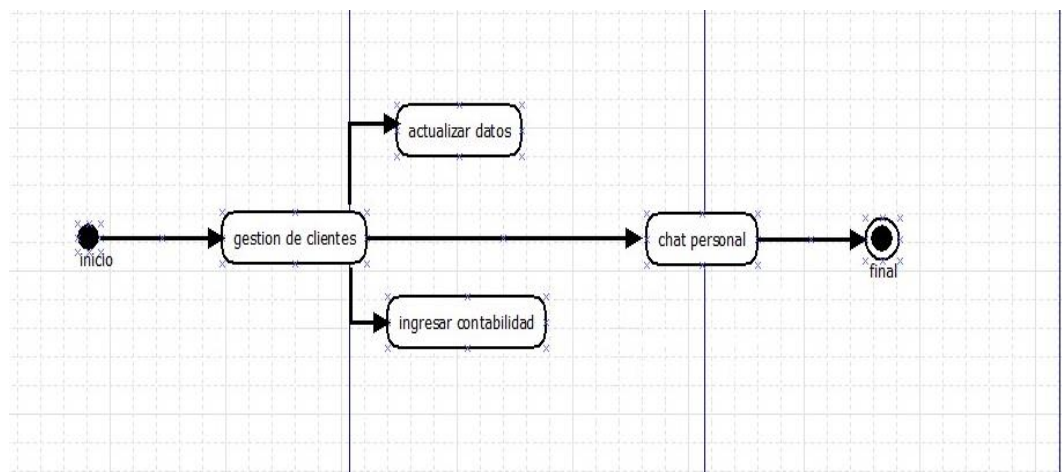 actualizar datos
inicio
gestion de clientes
chat personal
final
ingresar contabilidad